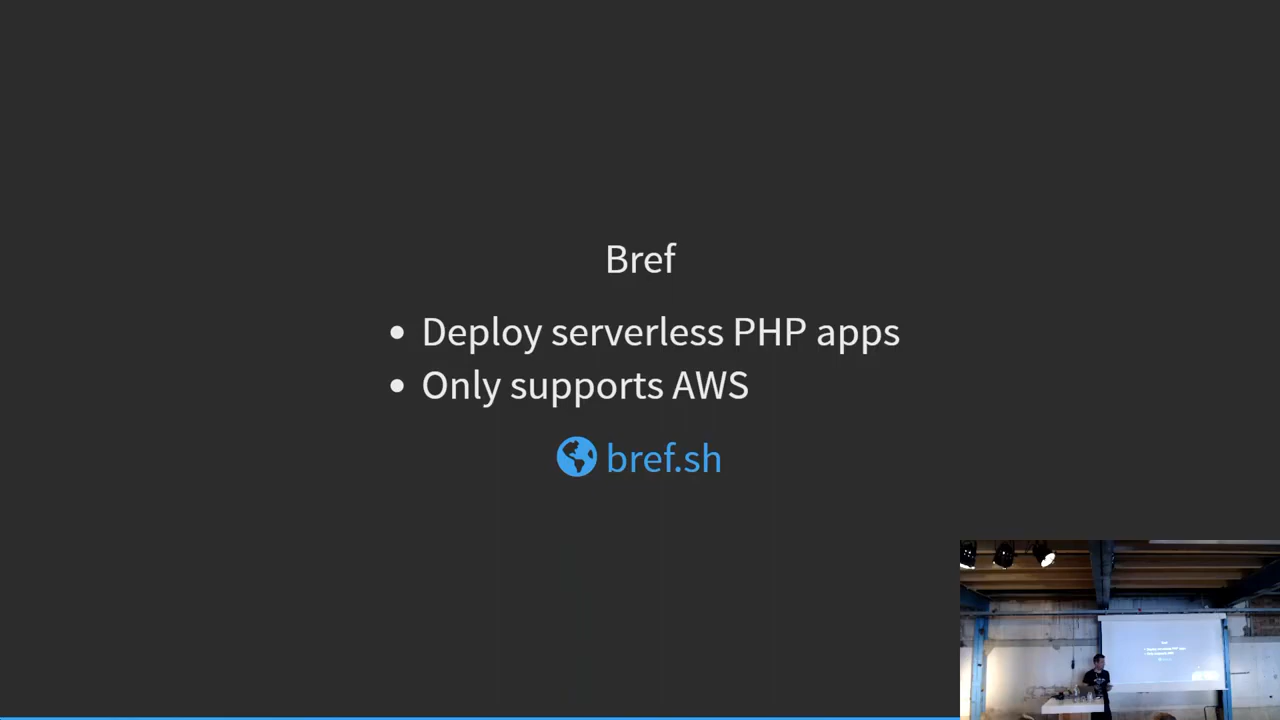 Bref
• Deploy serverless PHP apps
• Only supports AWS
bref.sh